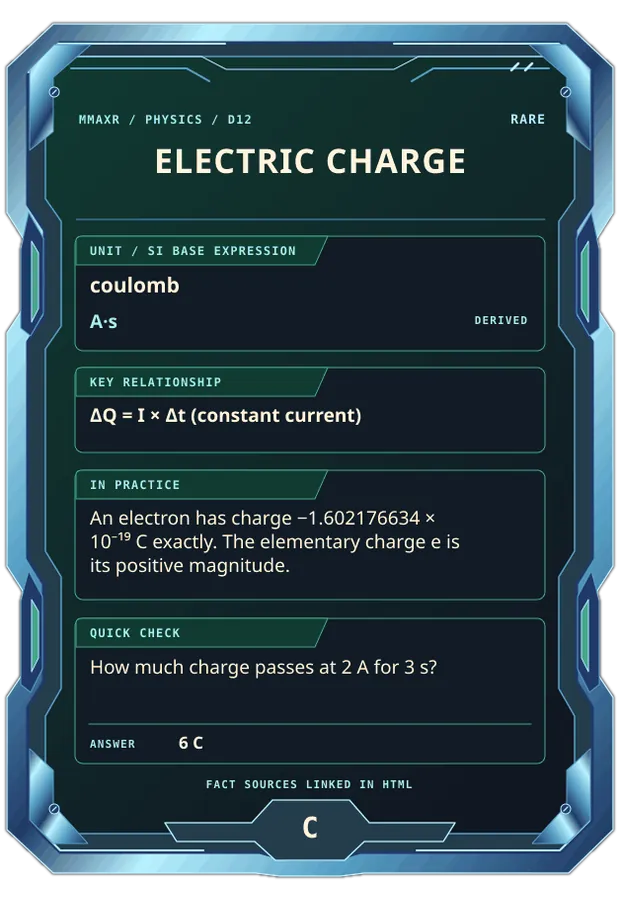 MMAXR / PHYSICS / D12
RARE
ELECTRIC CHARGE
UNIT / SI BASE EXPRESSION
coulomb
A·s
DERIVED
KEY RELATIONSHIP
ΔQ = I × Δt (constant current)
IN PRACTICE
An electron has charge −1.602176634 ×
10⁻¹⁹ C exactly. The elementary charge e is
its positive magnitude.
QUICK CHECK
How much charge passes at 2 A for 3 s?
ANSWER 6 C
FACT SOURCES LINKED IN HTML
C